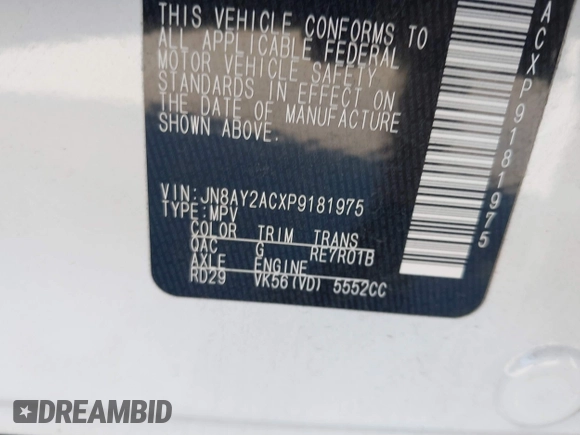 THIS VEHICLE CONFORMS TO
ALL APPLICABLE FEDERAL
MOTOR VEHICLE SAFETY
STANDARDS IN EFFECT ON
THE DATE OF MANUFACTURE
SHOWN ABOVE.
VIN: JN8AY2ACXP9181975
TYPE: MPV
COLOR TRIM TRANS
QAC G RE7R01B
AXLE ENGINE
RD29 VK56(VD) 5552CC
ACXP9181975
DREAMBID